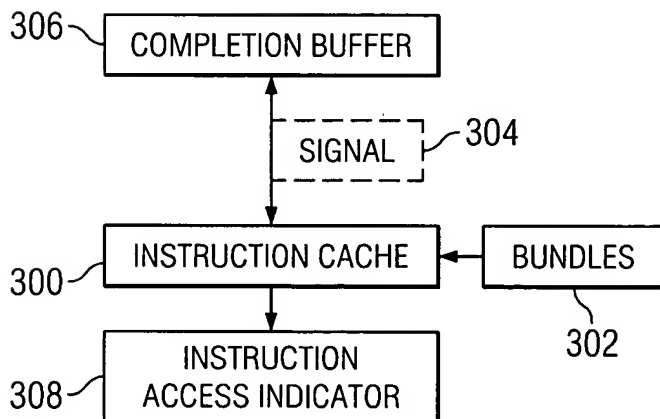 306
COMPLETION BUFFER
SIGNAL
304
300
INSTRUCTION CACHE
BUNDLES
302
308
INSTRUCTION
ACCESS INDICATOR